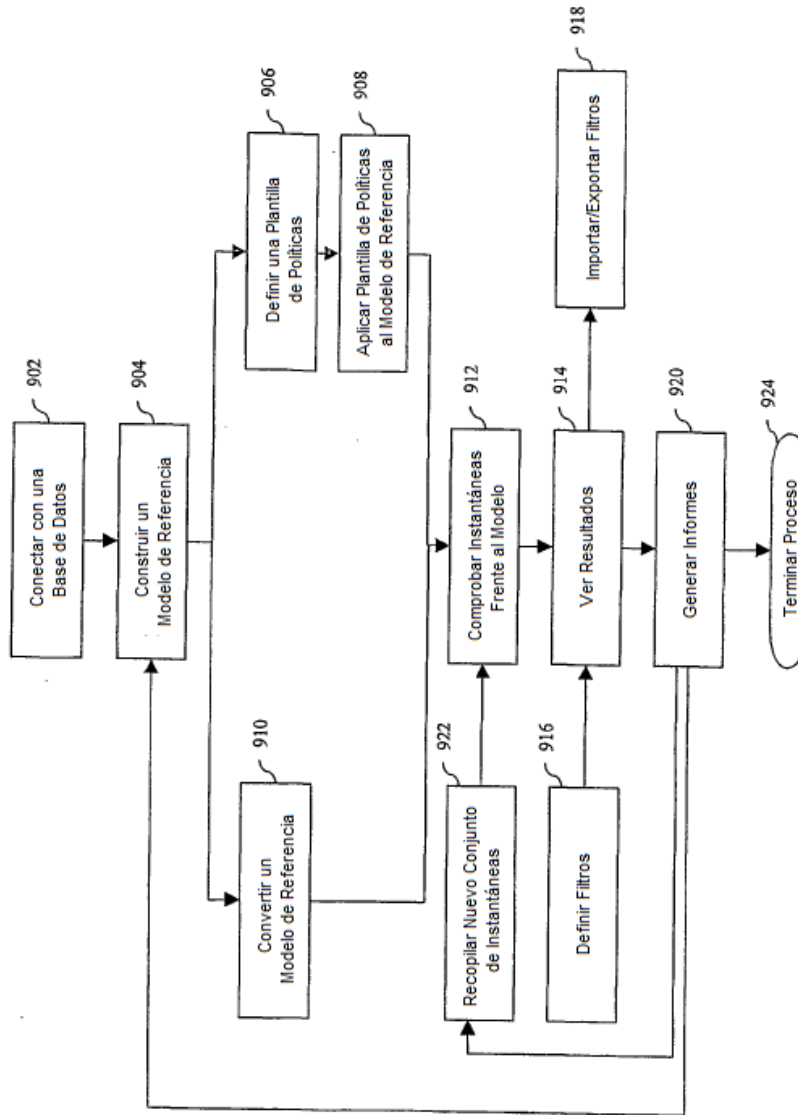 902
Conectar con una
Base de Datos
904
Construir un
Modelo de Referencia
906
Definir una Plantilla
de Políticas
908
Aplicar Plantilla de Políticas
al Modelo de Referencia
910
Convertir un
Modelo de Referencia
912
Comprobar Instantáneas
Frente al Modelo
922
Recopilar Nuevo Conjunto
de Instantáneas
914
Ver Resultados
916
Definir Filtros
918
Importar/Exportar Filtros
920
Generar Informes
924
Terminar Proceso